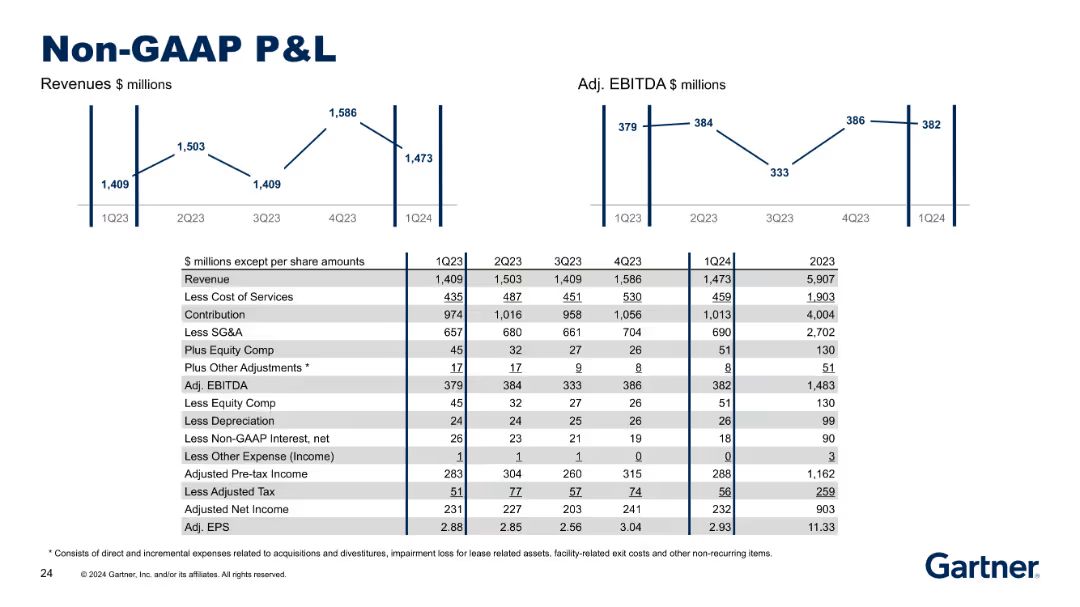 Non-GAAP P&L
Revenues $ millions
1,409
1,503
1,409
1,586
1,473
1Q23 2Q23 3Q23 4Q23 1Q24
Adj. EBITDA $ millions
379
384
333
386
382
1Q23 2Q23 3Q23 4Q23 1Q24
$ millions except per share amounts 1Q23 2Q23 3Q23 4Q23 1Q24 2023
Revenue 1,409 1,503 1,409 1,586 1,473 5,907
Less Cost of Services 435 487 451 530 459 1,903
Contribution 974 1,016 958 1,056 1,013 4,004
Less SG&A 657 680 661 704 690 2,702
Plus Equity Comp 45 32 27 26 51 130
Plus Other Adjustments * 17 17 9 8 8 51
Adj. EBITDA 379 384 333 386 382 1,483
Less Equity Comp 45 32 27 26 51 130
Less Depreciation 24 24 25 26 26 99
Less Non-GAAP Interest, net 26 23 21 19 18 90
Less Other Expense (Income) 1 1 1 0 0 3
Adjusted Pre-tax Income 283 304 260 315 288 1,162
Less Adjusted Tax 51 77 57 74 56 259
Adjusted Net Income 231 227 203 241 232 903
Adj. EPS 2.88 2.85 2.56 3.04 2.93 11.33
* Consists of direct and incremental expenses related to acquisitions and divestitures, impairment loss for lease related assets. facility-related exit costs and other non-recurring items.
24 © 2024 Gartner, Inc. and/or its affiliates. All rights reserved.
Gartner